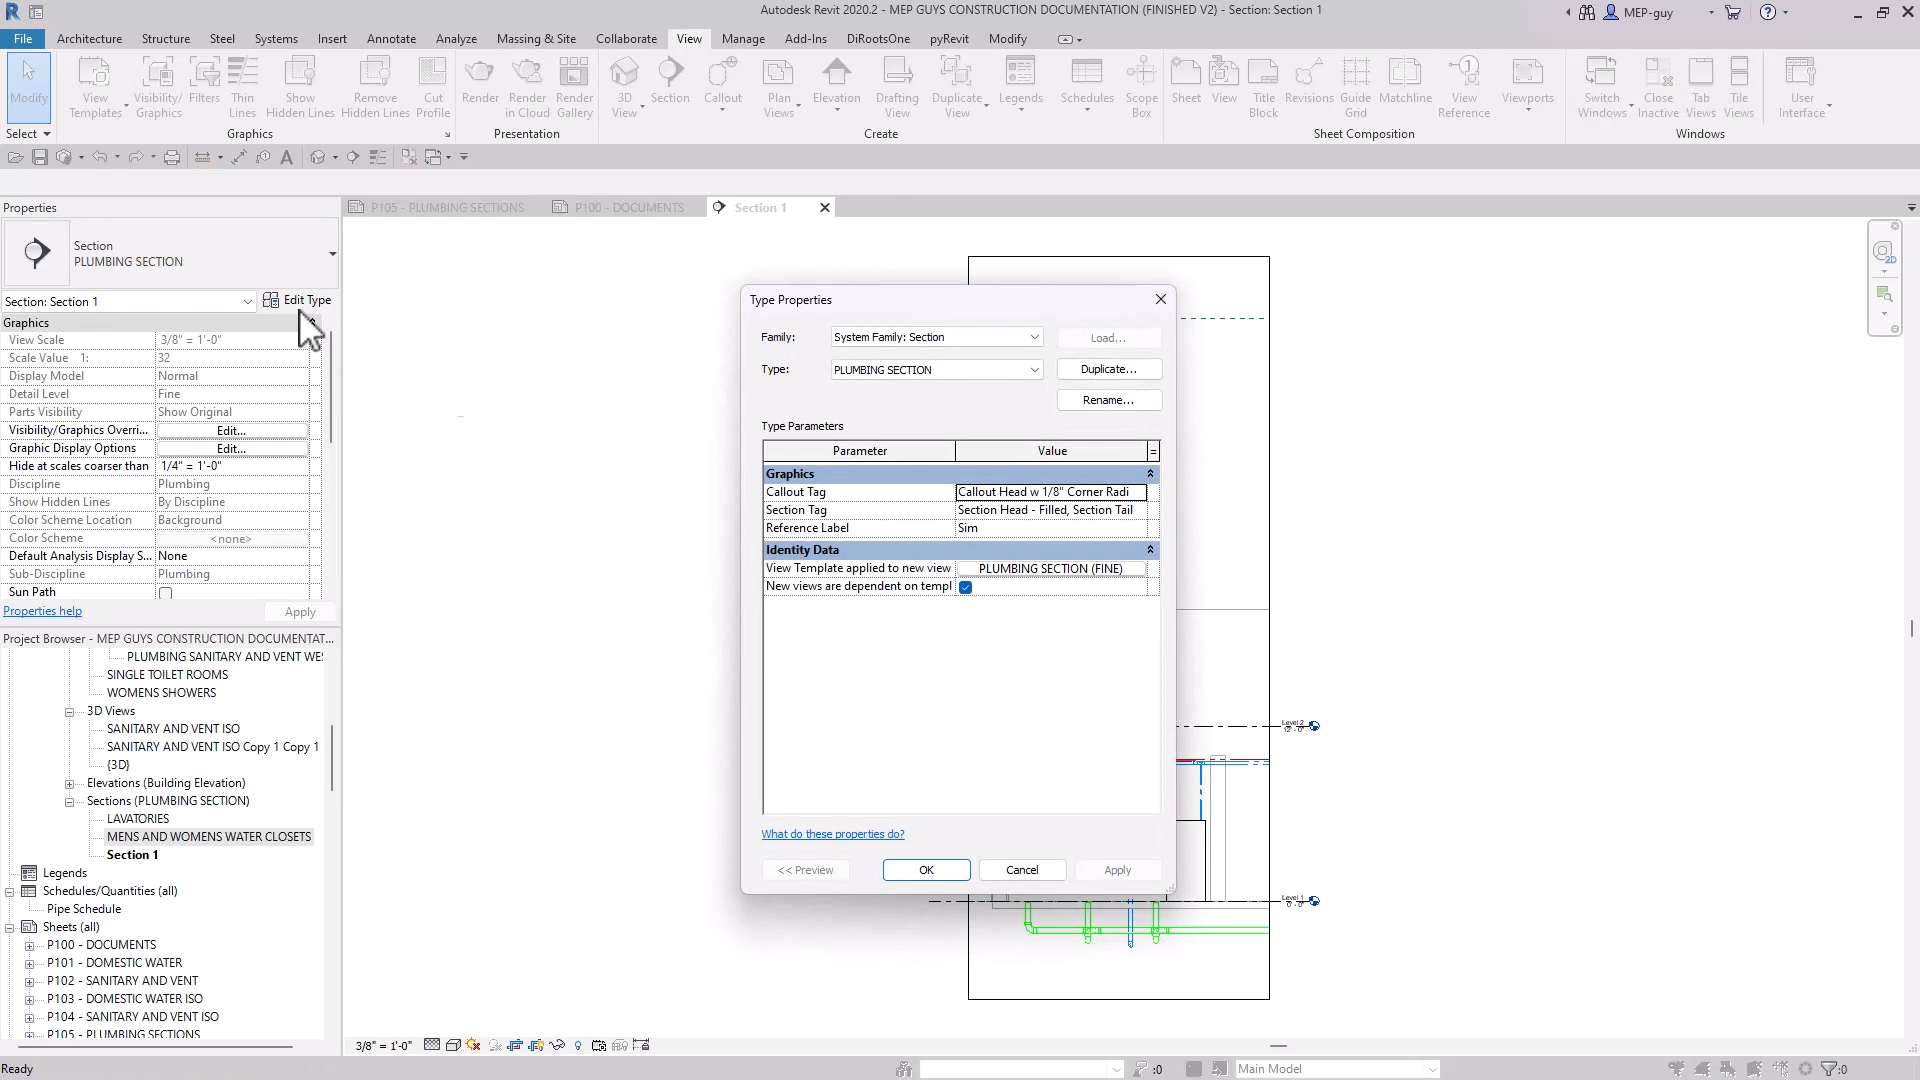 Autodesk Revit 2020.2 - MEP GUYS CONSTRUCTION DOCUMENTATION (FINISHED V2) - Section: Section 1
MEP-guy
File Architecture Structure Steel Systems Insert Annotate Analyze Massing & Site Collaborate View Manage Add-Ins DiRootsOne pyRevit Modify
Modify View Visibility/ Filters Thin Show Remove Cut Render Render Render 3D Section Callout Plan Elevation Drafting Duplicate Legends Schedules Scope Sheet View Title Revisions Guide Matchline View Viewports Switch Close Tab Tile User
Templates Graphics Lines Hidden Lines Hidden Lines Profile in Cloud Gallery View Views View View Box Block Grid Reference Windows Inactive Views Views Interface
Select Graphics Presentation Create Sheet Composition Windows
Properties
P105 - PLUMBING SECTIONS P100 - DOCUMENTS Section 1
Section
PLUMBING SECTION
Section: Section 1 Edit Type
Graphics
View Scale 3/8" = 1'-0"
Scale Value 1: 32
Display Model Normal
Detail Level Fine
Parts Visibility Show Original
Visibility/Graphics Overri... Edit...
Graphic Display Options Edit...
Hide at scales coarser than 1/4" = 1'-0"
Discipline Plumbing
Show Hidden Lines By Discipline
Color Scheme Location Background
Color Scheme <none>
Default Analysis Display S... None
Sub-Discipline Plumbing
Sun Path
Properties help Apply
Project Browser - MEP GUYS CONSTRUCTION DOCUMENTAT...
PLUMBING SANITARY AND VENT WES
SINGLE TOILET ROOMS
WOMENS SHOWERS
3D Views
SANITARY AND VENT ISO
SANITARY AND VENT ISO Copy 1 Copy 1
{3D}
Elevations (Building Elevation)
Sections (PLUMBING SECTION)
LAVATORIES
MENS AND WOMENS WATER CLOSETS
Section 1
Legends
Schedules/Quantities (all)
Pipe Schedule
Sheets (all)
P100 - DOCUMENTS
P101 - DOMESTIC WATER
P102 - SANITARY AND VENT
P103 - DOMESTIC WATER ISO
P104 - SANITARY AND VENT ISO
P105 - PLUMBING SECTIONS
Type Properties
Family: System Family: Section Load...
Type: PLUMBING SECTION Duplicate...
Rename...
Type Parameters
Parameter Value =
Graphics
Callout Tag Callout Head w 1/8" Corner Radi
Section Tag Section Head - Filled, Section Tail
Reference Label Sim
Identity Data
View Template applied to new view PLUMBING SECTION (FINE)
New views are dependent on templ
What do these properties do?
<< Preview OK Cancel Apply
Level 2
12' - 0"
Level 1
0' - 0"
3/8" = 1'-0"
Ready :0 Main Model :0